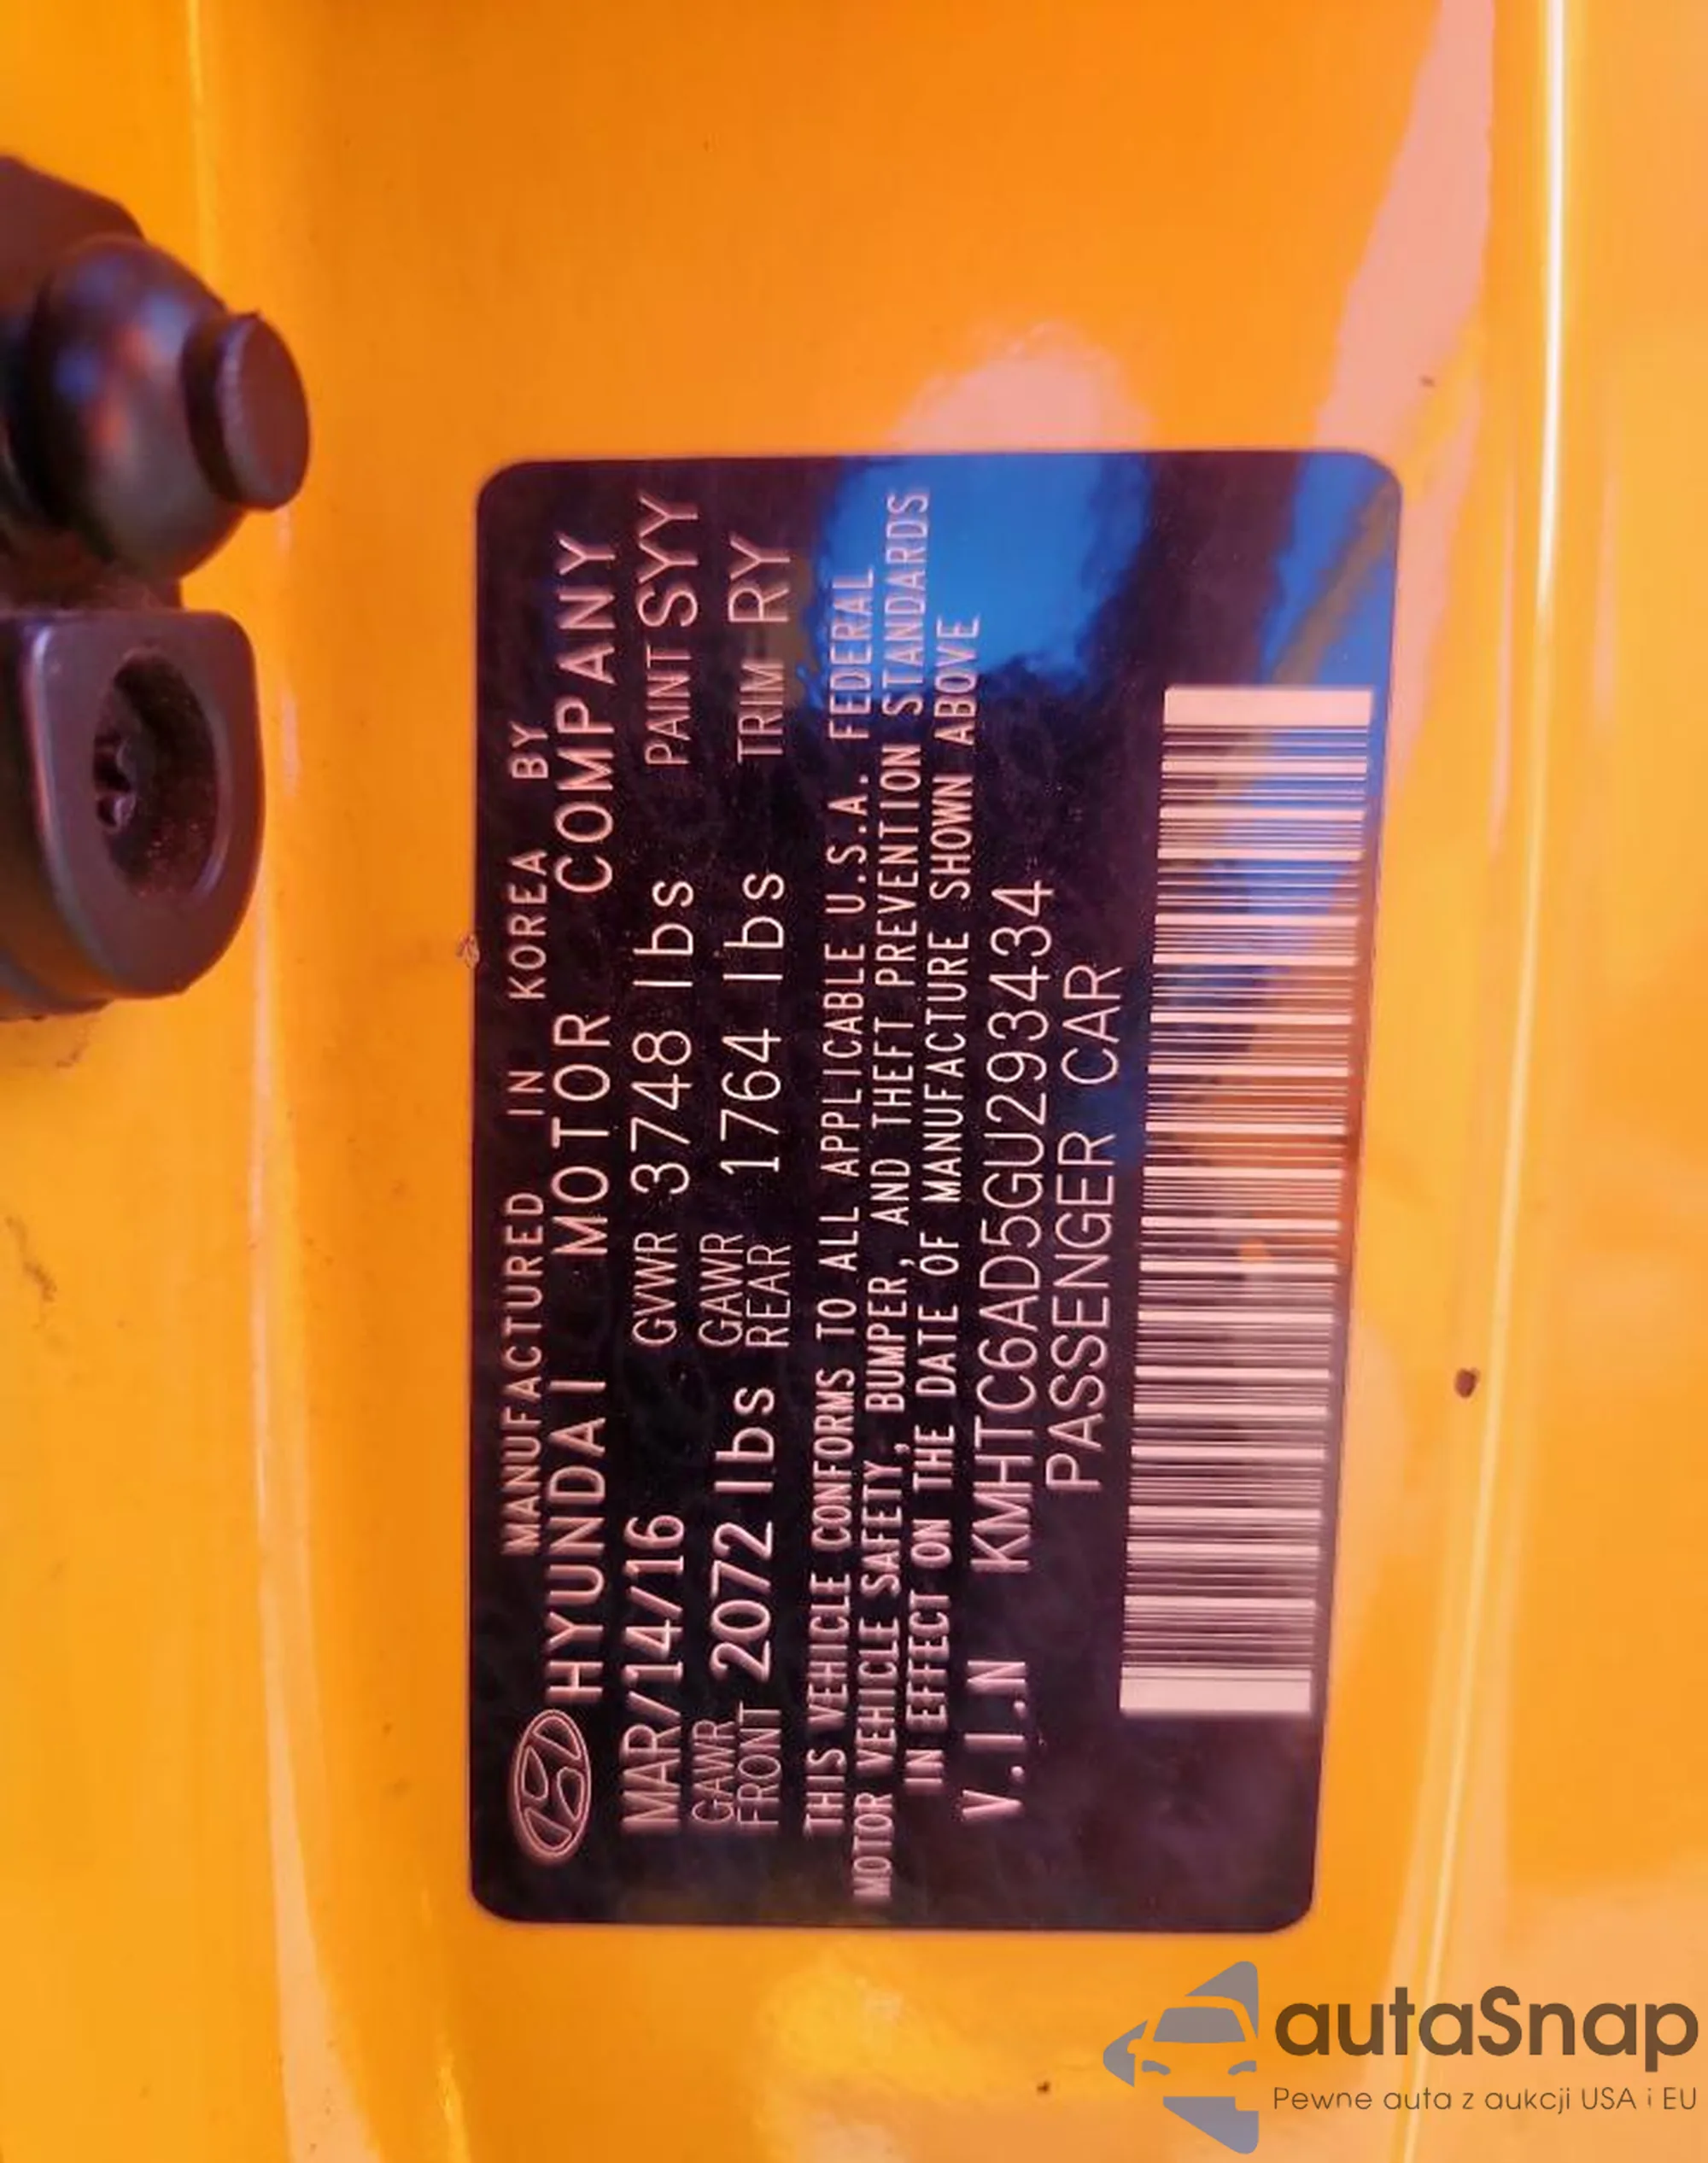 MANUFACTURED IN KOREA BY
HYUNDAI MOTOR COMPANY
MAR/14/16 GVWR 3748 lbs PAINT SYY
GAWR FRONT 2072 lbs GAWR REAR 1764 lbs TRIM RY
THIS VEHICLE CONFORMS TO ALL APPLICABLE U.S.A. FEDERAL
MOTOR VEHICLE SAFETY, BUMPER, AND THEFT PREVENTION STANDARDS
IN EFFECT ON THE DATE OF MANUFACTURE SHOWN ABOVE
V.I.N KMHTC6AD5GU293434
PASSENGER CAR
autaSnap
Pewne auta z aukcji USA i EU